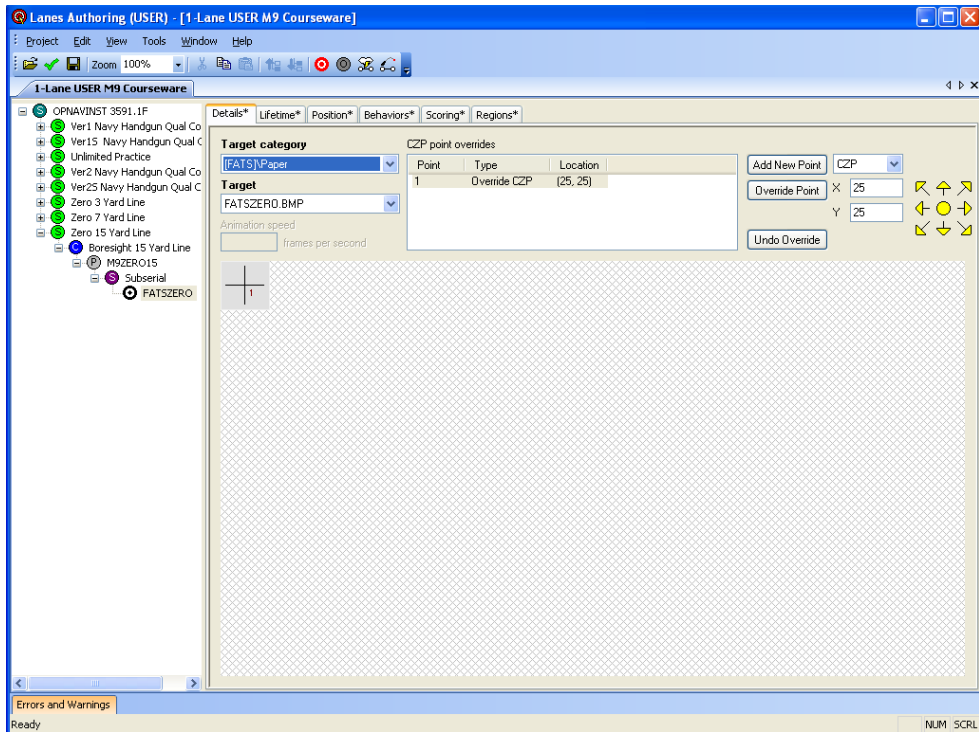 Lanes Authoring (USER) - [1-Lane USER M9 Courseware]
Project Edit View Tools Window Help
Zoom 100%
1-Lane USER M9 Courseware
OPNAVINST 3591.1F
Ver1 Navy Handgun Qual Co
Ver1S Navy Handgun Qual C
Unlimited Practice
Ver2 Navy Handgun Qual Co
Ver2S Navy Handgun Qual C
Zero 3 Yard Line
Zero 7 Yard Line
Zero 15 Yard Line
Boresight 15 Yard Line
M9ZERO15
Subserial
FATSZERO
Details* Lifetime* Position* Behaviors* Scoring* Regions*
Target category
[FATS]\Paper
Target
FATSZERO.BMP
Animation speed
frames per second
CZP point overrides
Point Type Location
1 Override CZP (25, 25)
Add New Point CZP
Override Point X 25
Y 25
Undo Override
1
Errors and Warnings
Ready NUM SCRL